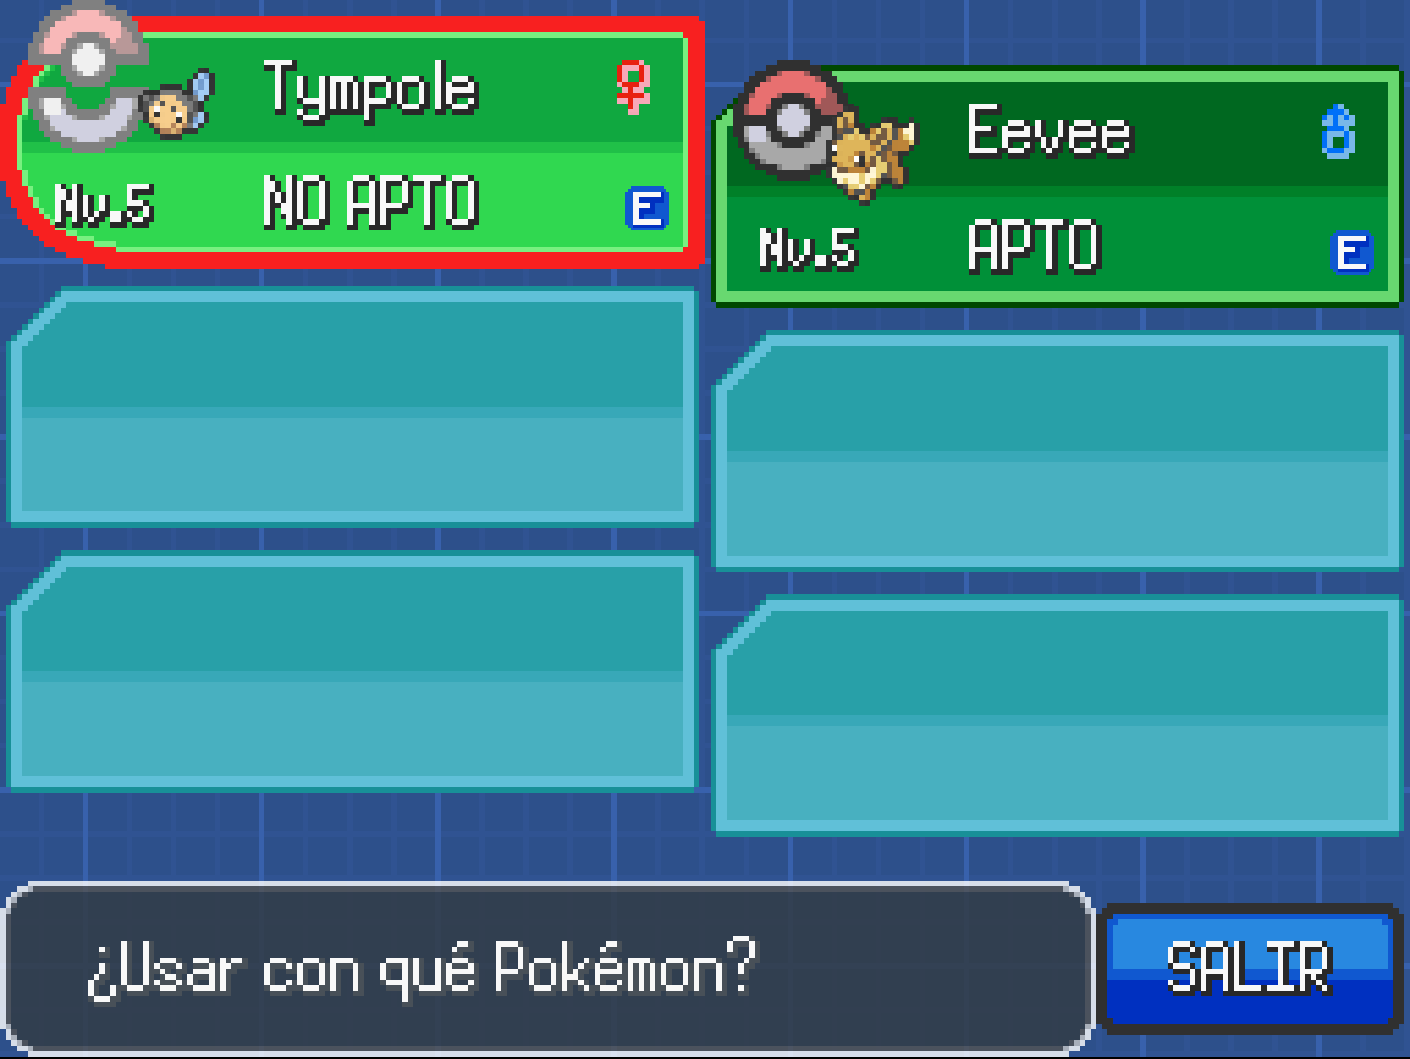 Tympole ♀
Nv.5 NO APTO E
Eevee ♂
Nv.5 APTO E
¿Usar con qué Pokémon?
SALIR